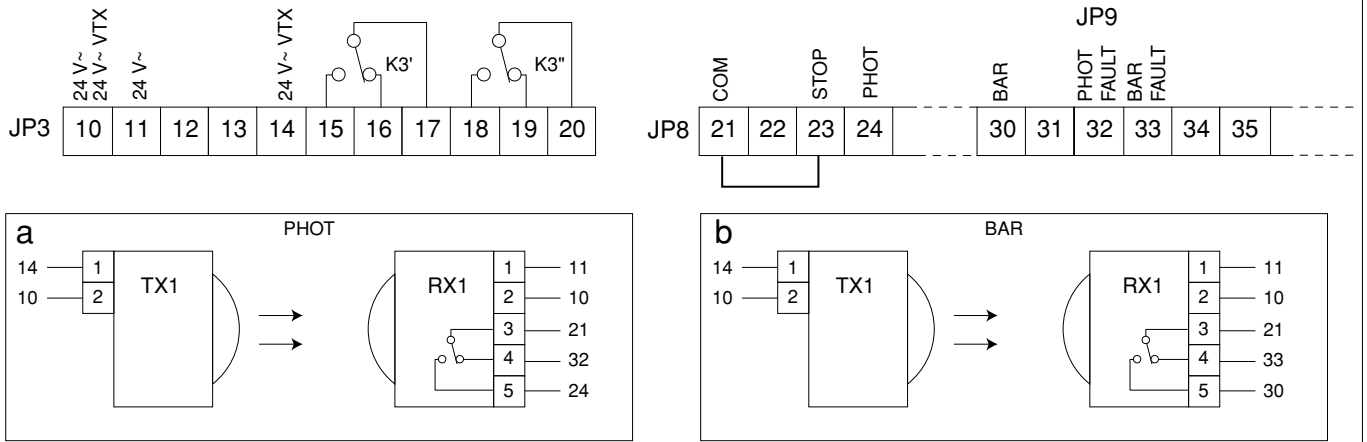 JP9
24 V~
24 V~ VTX
24 V~
24 V~ VTX
K3'
K3"
COM
STOP
PHOT
BAR
PHOT
FAULT
BAR
FAULT
JP3 10 11 12 13 14 15 16 17 18 19 20
JP8 21 22 23 24 30 31 32 33 34 35
a PHOT
14 1 TX1 RX1 1 11
10 2 2 10
3 21
4 32
5 24
b BAR
14 1 TX1 RX1 1 11
10 2 2 10
3 21
4 33
5 30